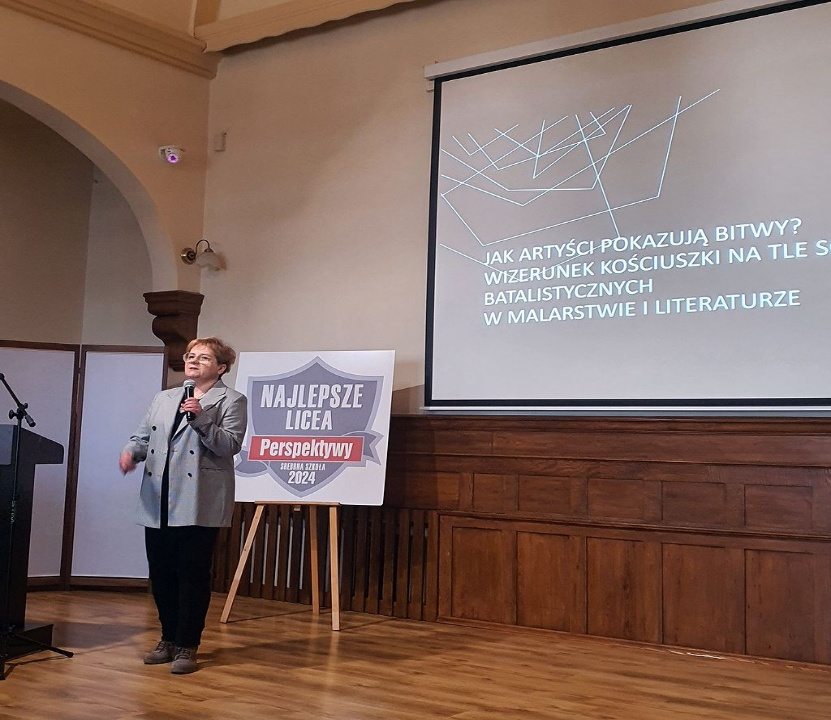 JAK ARTYŚCI POKAZUJĄ BITWY?
WIZERUNEK KOŚCIUSZKI NA TLE
BATALISTYCZNYCH
W MALARSTWIE I LITERATURZE
NAJLEPSZE
LICEA
Perspektywy
SREBRNA SZKOŁA
2024